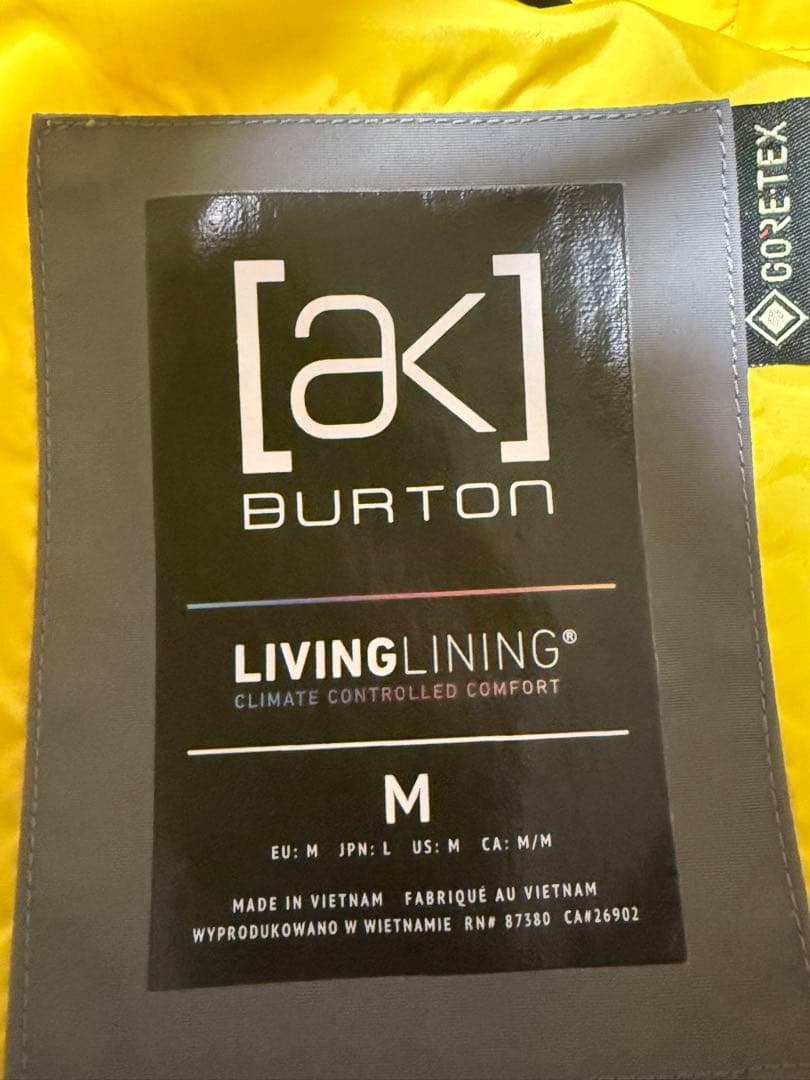 [ak]
BURTON
LIVINGLINING®
CLIMATE CONTROLLED COMFORT
M
EU: M JPN: L US: M CA: M/M
MADE IN VIETNAM FABRIQUÉ AU VIETNAM
WYPRODUKOWANO W WIETNAMIE RN# 87380 CA#26902
GORE-TEX